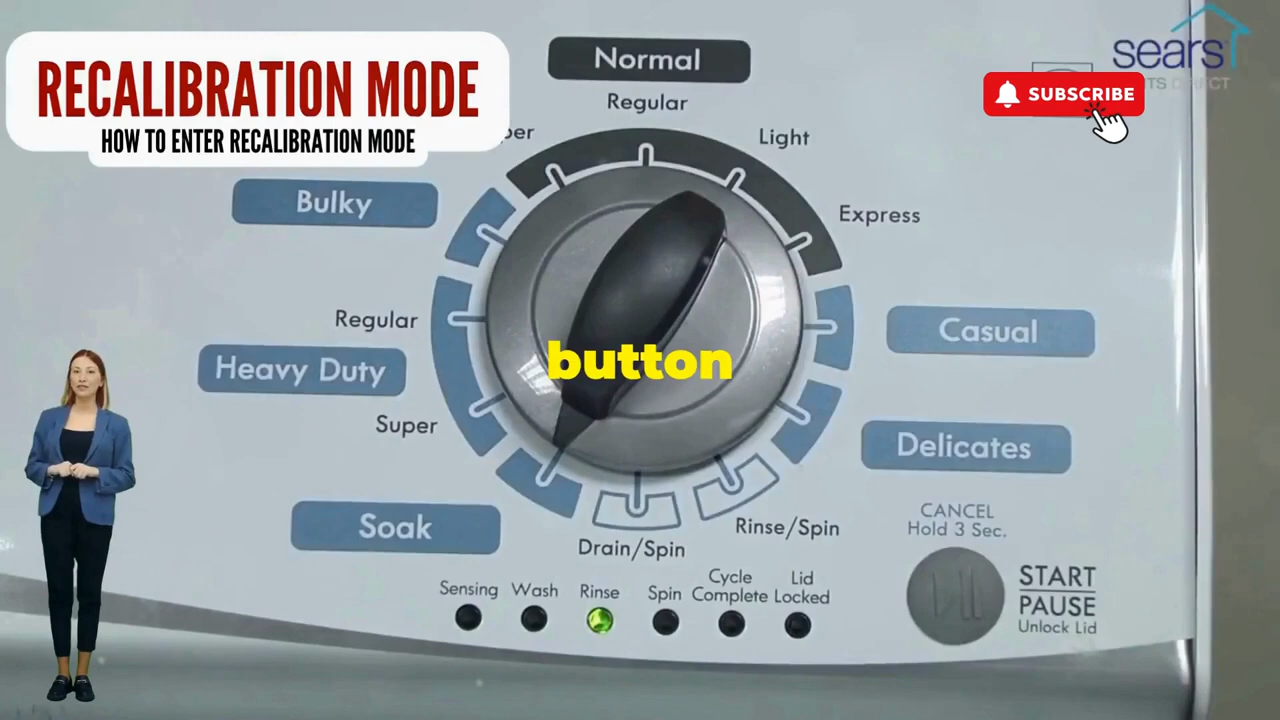 RECALIBRATION MODE
HOW TO ENTER RECALIBRATION MODE
sears
DIRECT
SUBSCRIBE
Normal
Regular
Light
Express
Bulky
Regular
Heavy Duty
Super
Casual
Delicates
button
Soak
Drain/Spin
Rinse/Spin
CANCEL
Hold 3 Sec.
Sensing
Wash
Rinse
Spin
Cycle
Complete
Lid
Locked
START
PAUSE
Unlock Lid